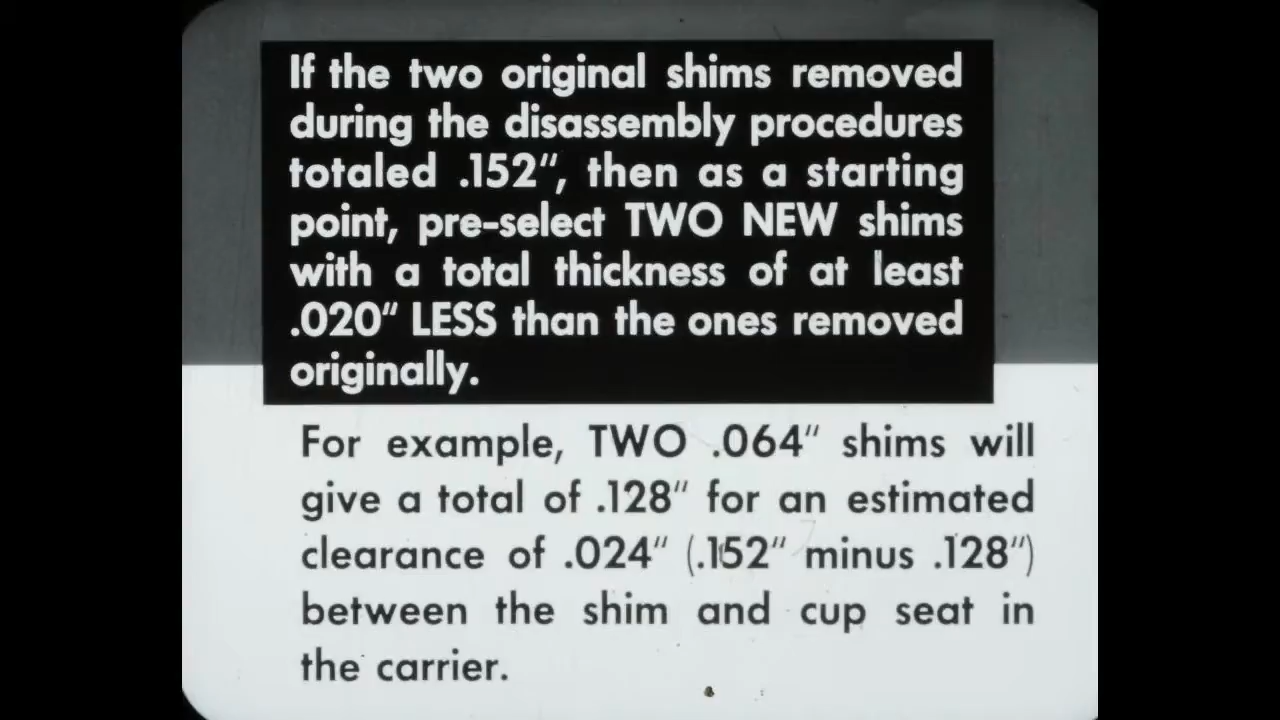 If the two original shims removed
during the disassembly procedures
totaled .152", then as a starting
point, pre-select TWO NEW shims
with a total thickness of at least
.020" LESS than the ones removed
originally.
For example, TWO .064" shims will
give a total of .128" for an estimated
clearance of .024" (.152" minus .128")
between the shim and cup seat in
the carrier.